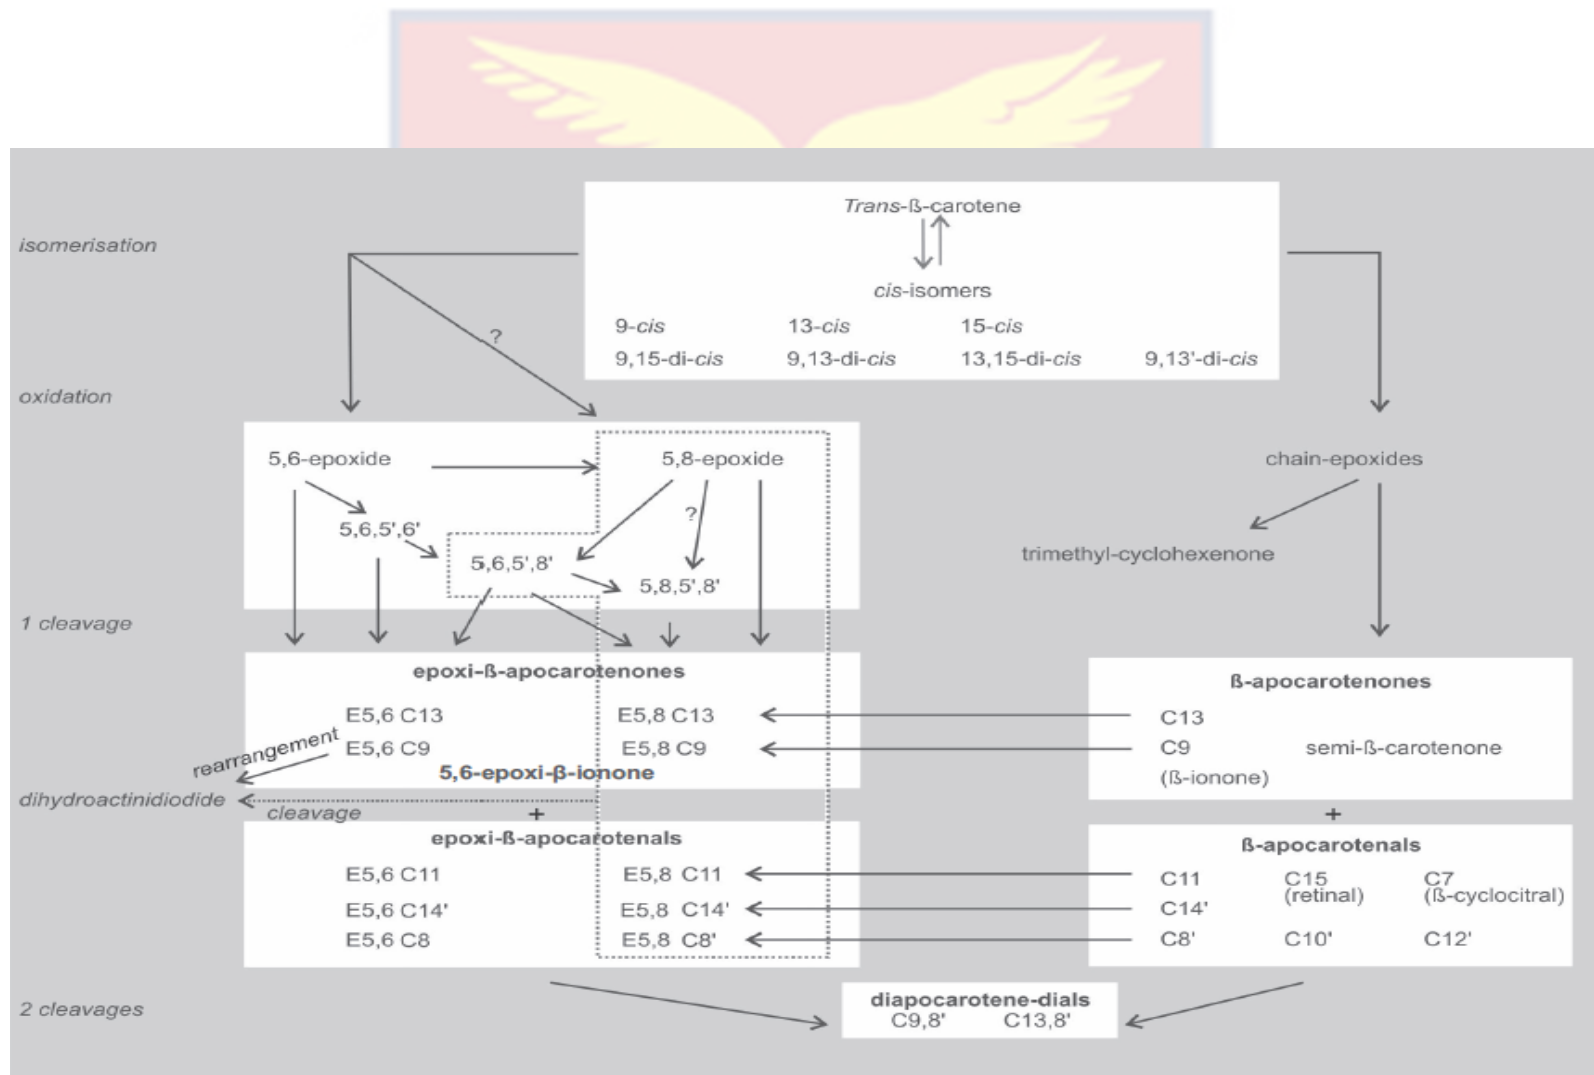 Trans-ß-carotene
isomerisation
cis-isomers
9-cis 13-cis 15-cis
?
9,15-di-cis 9,13-di-cis 13,15-di-cis 9,13'-di-cis
oxidation
5,6-epoxide 5,8-epoxide chain-epoxides
?
5,6,5',6'
trimethyl-cyclohexenone
5,6,5',8'
5,8,5',8'
1 cleavage
epoxi-ß-apocarotenones ß-apocarotenones
E5,6 C13 E5,8 C13 C13
rearrangement E5,6 C9 E5,8 C9 C9 semi-ß-carotenone
5,6-epoxi-β-ionone (ß-ionone)
dihydroactinidiodide
cleavage + +
epoxi-ß-apocarotenals ß-apocarotenals
E5,6 C11 E5,8 C11 C11 C15 C7
(retinal) (ß-cyclocitral)
E5,6 C14' E5,8 C14' C14'
E5,6 C8 E5,8 C8' C8' C10' C12'
diapocarotene-dials
2 cleavages
C9,8' C13,8'